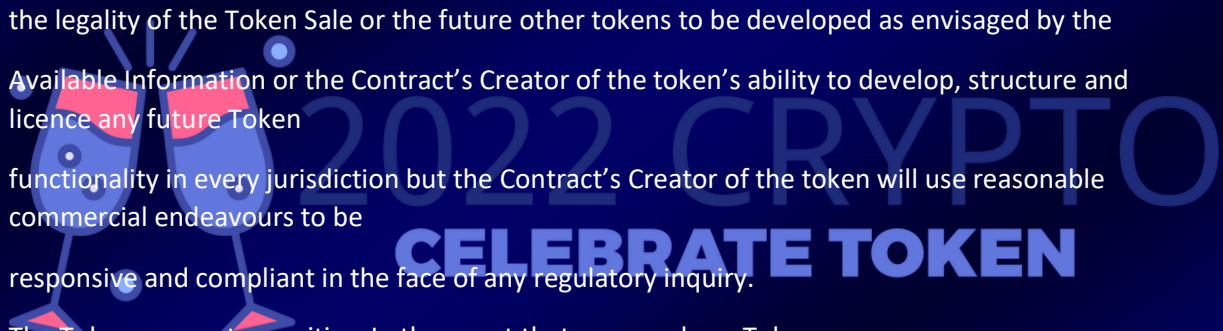 the legality of the Token Sale or the future other tokens to be developed as envisaged by the
Available Information or the Contract’s Creator of the token’s ability to develop, structure and
licence any future Token
2022 CRYPTO
functionality in every jurisdiction but the Contract’s Creator of the token will use reasonable
commercial endeavours to be
CELEBRATE TOKEN
responsive and compliant in the face of any regulatory inquiry.